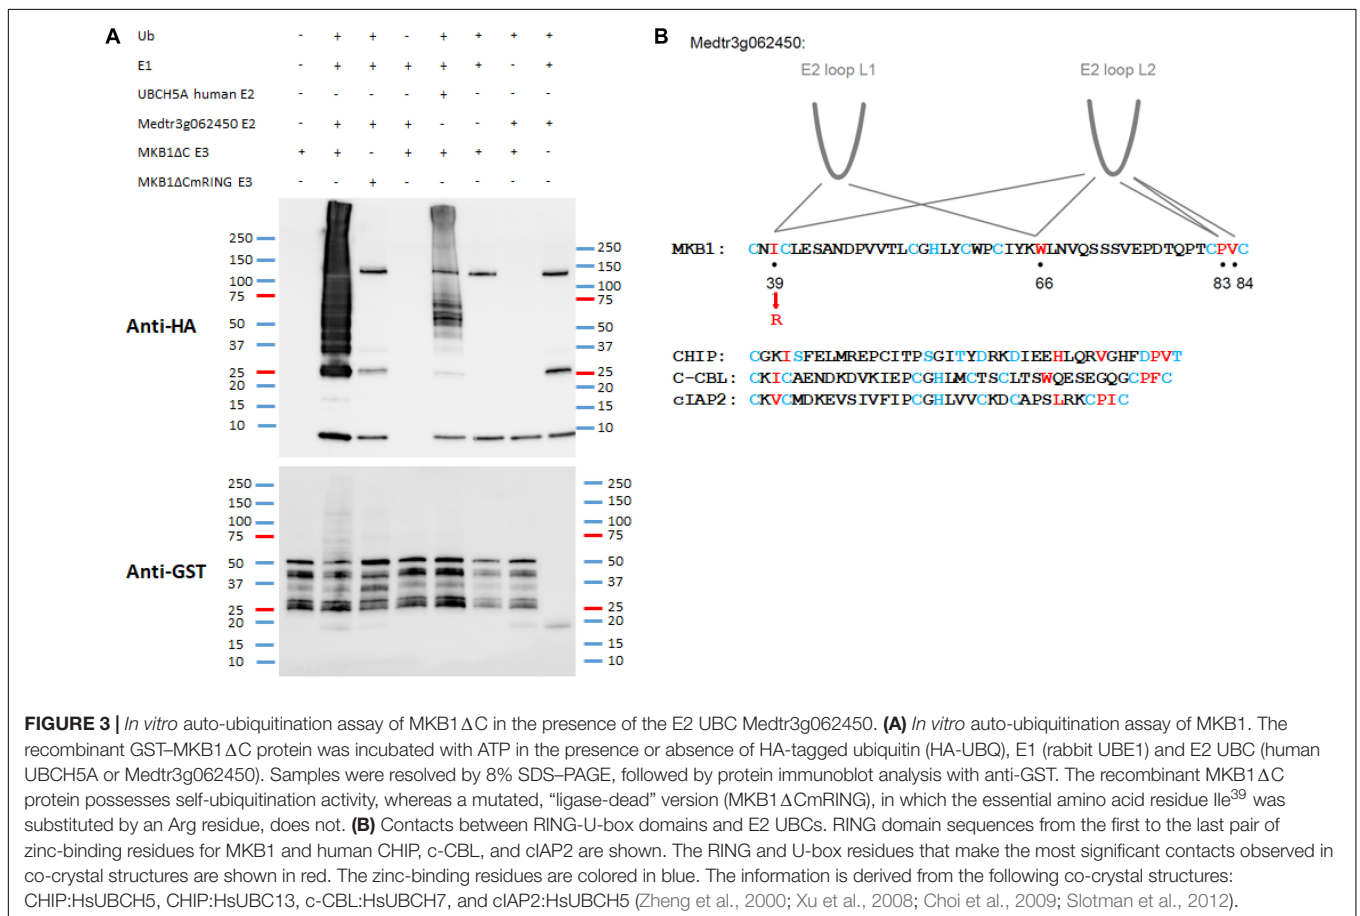 A
Ub - + + - + + + +
E1 - + + + + + - +
UBCH5A human E2 - - - - + - - -
Medtr3g062450 E2 - + + + - - + +
MKB1ΔC E3 + + - + + + + -
MKB1ΔCmRING E3 - - + - - - - -
250
150
100
75
50
37
25
20
15
10
Anti-HA
250
150
100
75
50
37
25
20
15
10
250
150
100
75
50
37
25
20
15
10
Anti-GST
250
150
100
75
50
37
25
20
15
10
B Medtr3g062450:
E2 loop L1 E2 loop L2
MKB1: CNICLESANDPVVTLCGHLYCWPCIYKWLNVQSSSVEPDTQPTCPVC
39 66 83 84
R
CHIP: CGKISFELMREPCITPSGITYDRKDIEEHLQRVGHFDPVT
C-CBL: CKICAENDKDVKIEPCGHLMCTSCLTSWQESEGQGCPFC
cIAP2: CKVCMDKEVSIVFIPCGHLVVCKDCAPSLRKCPIC
FIGURE 3 | In vitro auto-ubiquitination assay of MKB1ΔC in the presence of the E2 UBC Medtr3g062450. (A) In vitro auto-ubiquitination assay of MKB1. The
recombinant GST–MKB1ΔC protein was incubated with ATP in the presence or absence of HA-tagged ubiquitin (HA-UBQ), E1 (rabbit UBE1) and E2 UBC (human
UBCH5A or Medtr3g062450). Samples were resolved by 8% SDS–PAGE, followed by protein immunoblot analysis with anti-GST. The recombinant MKB1ΔC
protein possesses self-ubiquitination activity, whereas a mutated, “ligase-dead” version (MKB1ΔCmRING), in which the essential amino acid residue Ile39 was
substituted by an Arg residue, does not. (B) Contacts between RING-U-box domains and E2 UBCs. RING domain sequences from the first to the last pair of
zinc-binding residues for MKB1 and human CHIP, c-CBL, and cIAP2 are shown. The RING and U-box residues that make the most significant contacts observed in
co-crystal structures are shown in red. The zinc-binding residues are colored in blue. The information is derived from the following co-crystal structures:
CHIP:HsUBCH5, CHIP:HsUBC13, c-CBL:HsUBCH7, and cIAP2:HsUBCH5 (Zheng et al., 2000; Xu et al., 2008; Choi et al., 2009; Slotman et al., 2012).